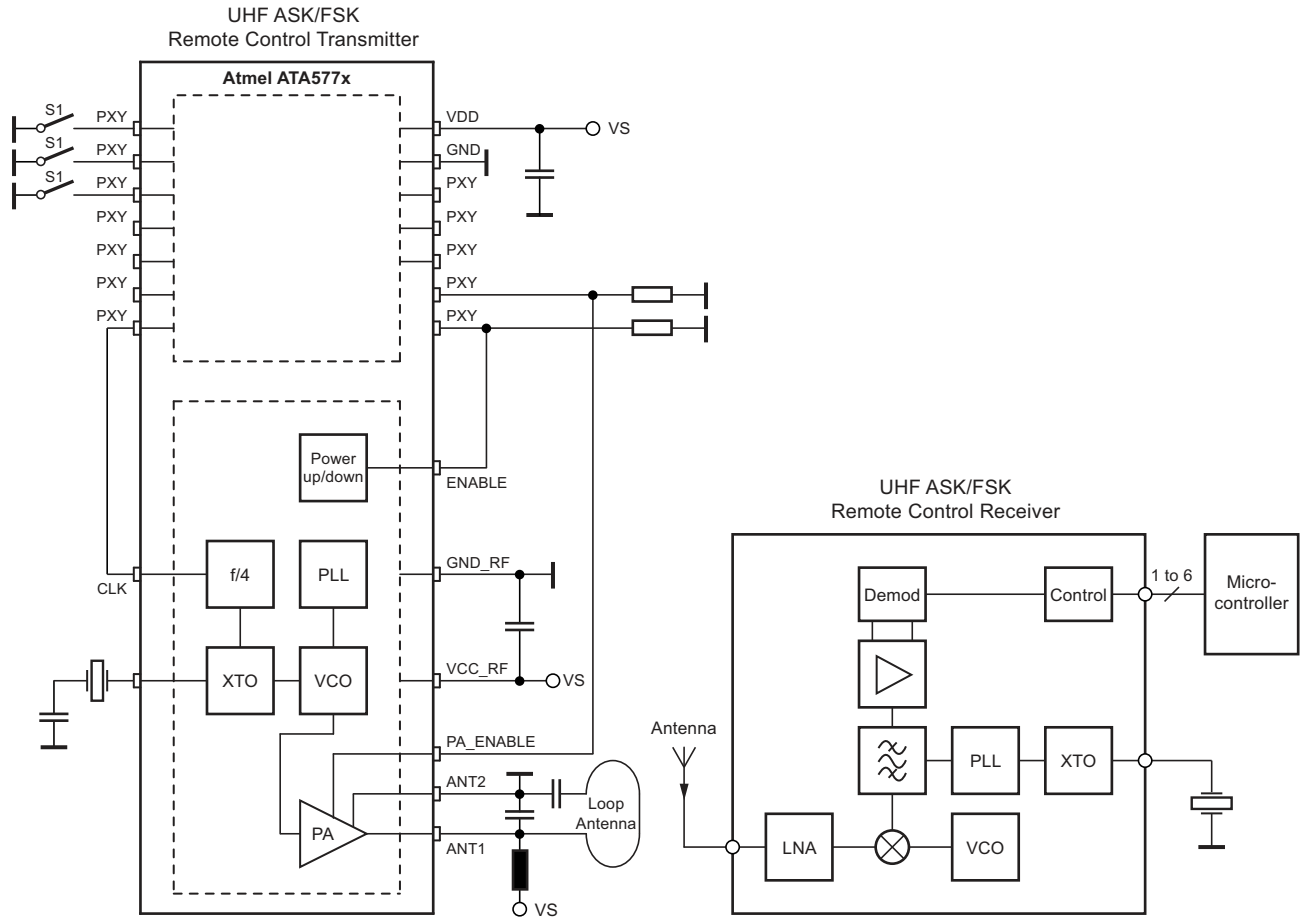 UHF ASK/FSK
Remote Control Transmitter
Atmel ATA577x
S1
PXY
S1
PXY
S1
PXY
PXY
PXY
PXY
PXY
VDD
VS
GND
PXY
PXY
PXY
PXY
PXY
Power
up/down
ENABLE
CLK
f/4
PLL
GND_RF
XTO
VCO
VCC_RF
VS
PA_ENABLE
ANT2
PA
Loop
Antenna
ANT1
VS
UHF ASK/FSK
Remote Control Receiver
Demod
Control
1 to 6
Micro-
controller
Antenna
PLL
XTO
LNA
VCO